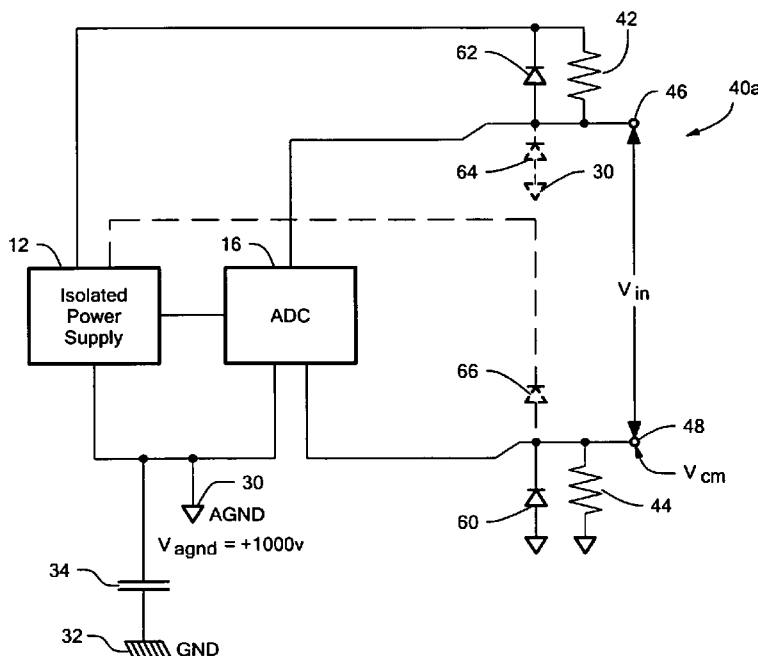 42
62
46
40a
64
30
12
16
Isolated
Power
Supply
ADC
V in
66
48
V cm
30
AGND
60
44
V agnd = +1000v
34
32
GND